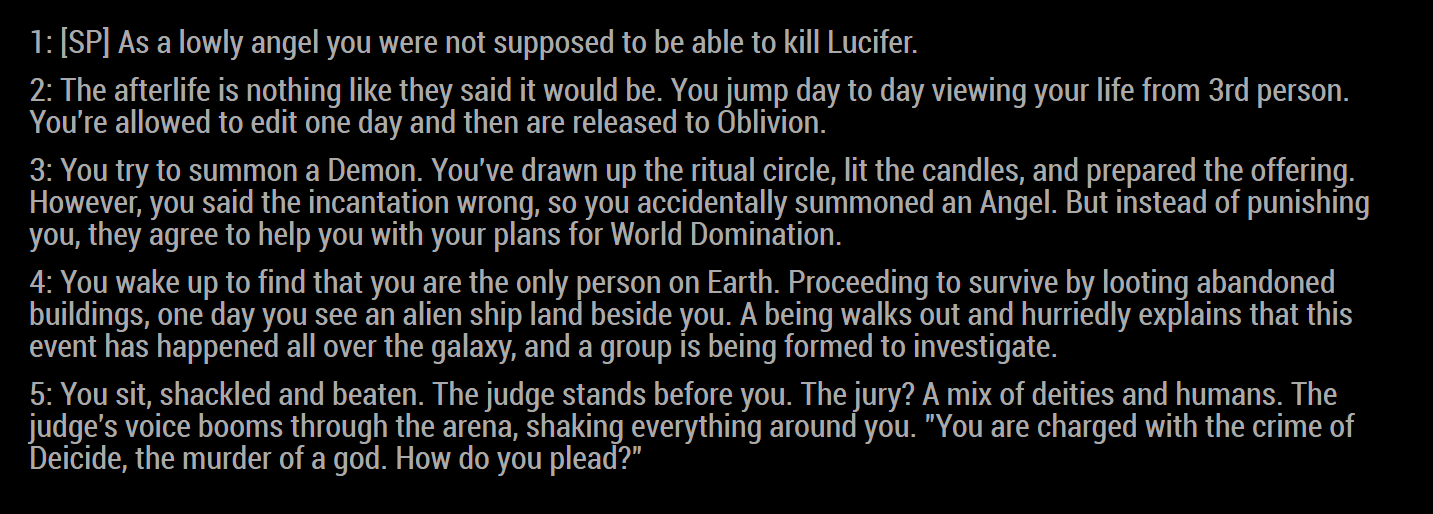 1: [SP] As a lowly angel you were not supposed to be able to kill Lucifer.
2: The afterlife is nothing like they said it would be. You jump day to day viewing your life from 3rd person.
You’re allowed to edit one day and then are released to Oblivion.
3: You try to summon a Demon. You’ve drawn up the ritual circle, lit the candles, and prepared the offering.
However, you said the incantation wrong, so you accidentally summoned an Angel. But instead of punishing
you, they agree to help you with your plans for World Domination.
4: You wake up to find that you are the only person on Earth. Proceeding to survive by looting abandoned
buildings, one day you see an alien ship land beside you. A being walks out and hurriedly explains that this
event has happened all over the galaxy, and a group is being formed to investigate.
5: You sit, shackled and beaten. The judge stands before you. The jury? A mix of deities and humans. The
judge’s voice booms through the arena, shaking everything around you. "You are charged with the crime of
Deicide, the murder of a god. How do you plead?"